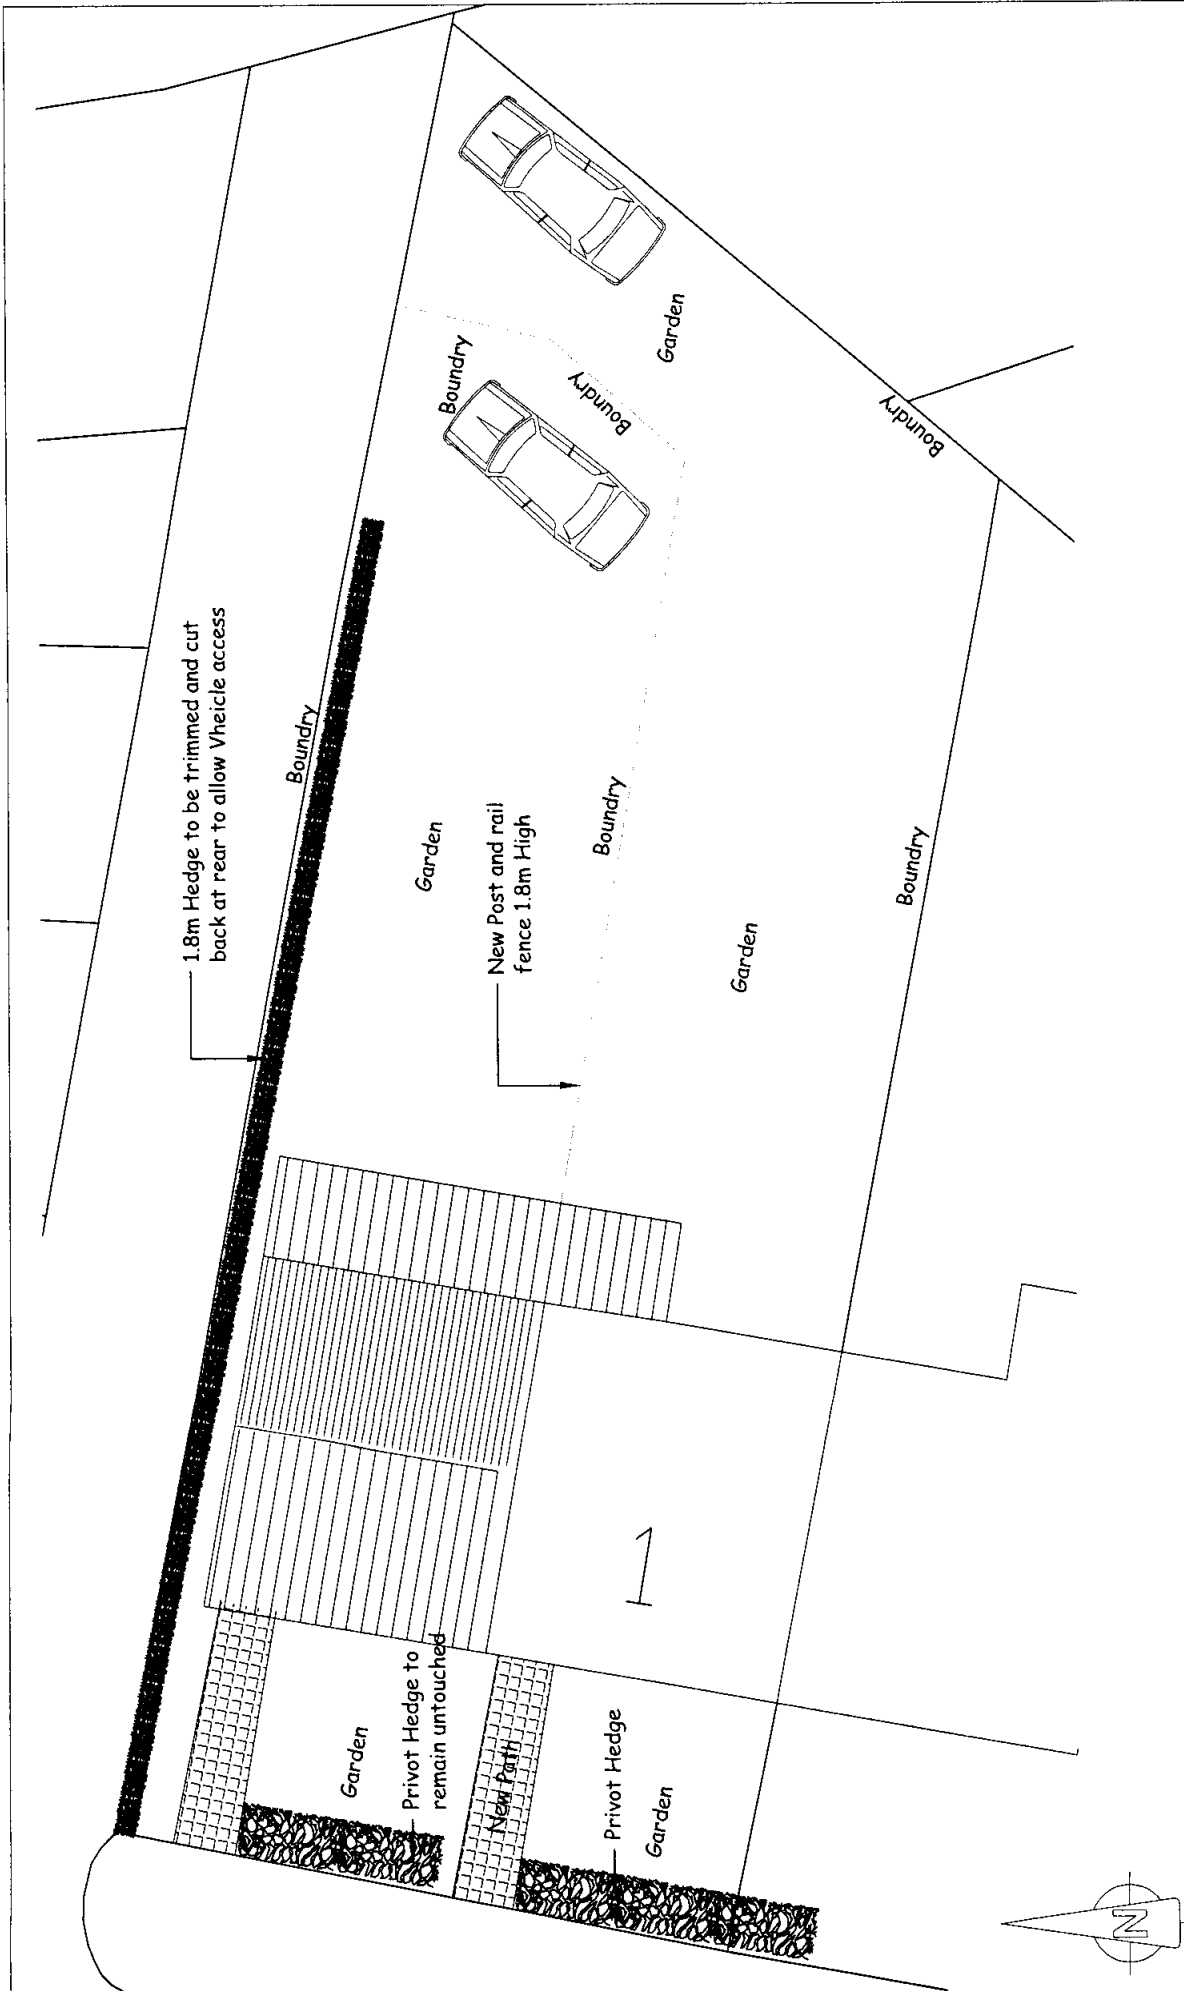 1.8m Hedge to be trimmed and cut
back at rear to allow Vheicle access
Boundry
Boundry
Boundry
Garden
Garden
New Post and rail
fence 1.8m High
Boundry
Garden
Boundry
Boundry
Garden
1
Garden
Privot Hedge to
remain untouched
New Path
Privot Hedge
Garden
N